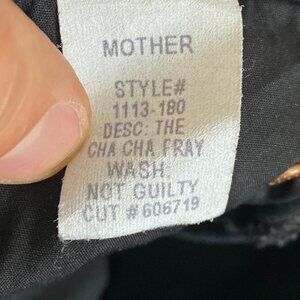 MOTHER
STYLE#
1113-180
DESC: THE
CHA CHA FRAY
WASH:
NOT GUILTY
CUT # 606719